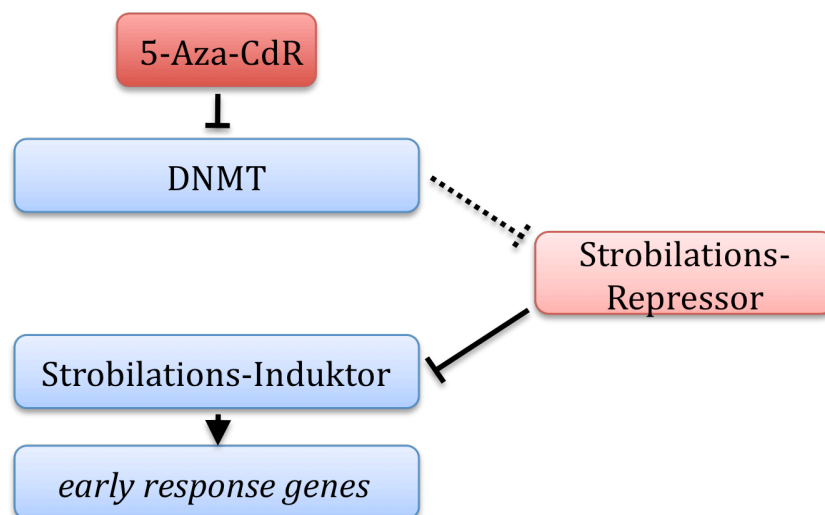 5-Aza-CdR
DNMT
Strobilations-
Repressor
Strobilations-Induktor
early response genes